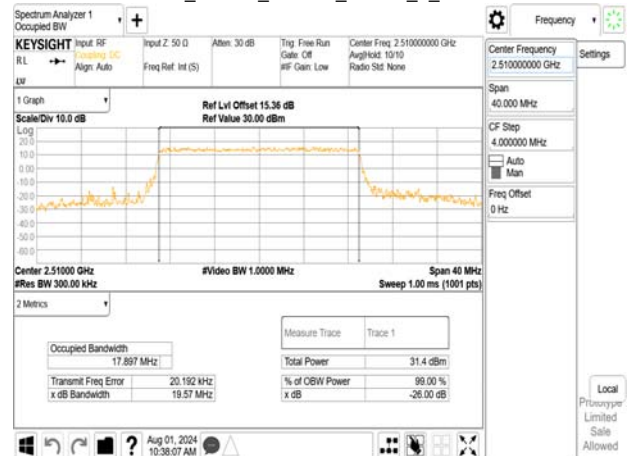 Spectrum Analyzer 1
Occupied BW
Frequency
KEYSIGHT
Input: RF
Coupling: DC
Align: Auto
Input Z: 50 Ω
Freq Ref: Int (S)
Atten: 30 dB
Trig: Free Run
Gate: Off
#IF Gain: Low
Center Freq: 2.510000000 GHz
Avg|Hold: 10/10
Radio Std: None
RL
Center Frequency
2.510000000 GHz
Settings
Span
40.000 MHz
CF Step
4.000000 MHz
Auto
Man
Freq Offset
0 Hz
1 Graph
Scale/Div 10.0 dB
Ref Lvl Offset 15.36 dB
Ref Value 30.00 dBm
Log
20.0
10.0
0.00
-10.0
-20.0
-30.0
-40.0
-50.0
-60.0
Center 2.51000 GHz
#Res BW 300.00 kHz
#Video BW 1.0000 MHz
Span 40 MHz
Sweep 1.00 ms (1001 pts)
2 Metrics
Measure Trace
Trace 1
Occupied Bandwidth
17.897 MHz
Total Power
31.4 dBm
Transmit Freq Error
20.192 kHz
% of OBW Power
99.00 %
x dB Bandwidth
19.57 MHz
x dB
-26.00 dB
Local
Prototype
Limited
Sale
Allowed
Aug 01, 2024
10:38:07 AM